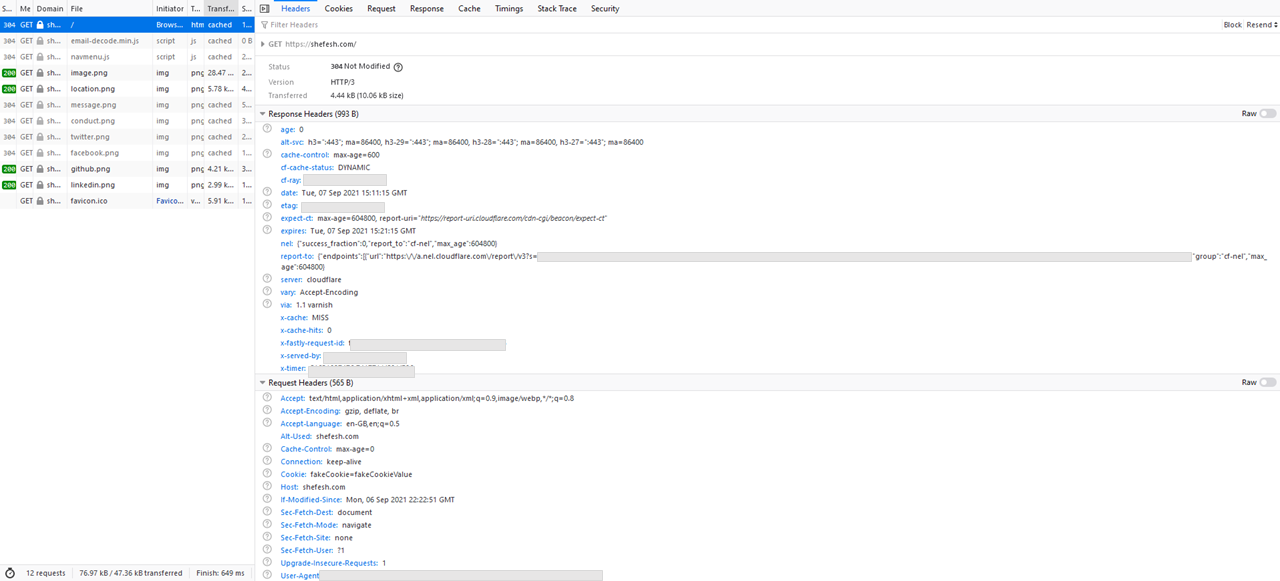 S... Me Domain File Initiator T... Transf... S...
Headers Cookies Request Response Cache Timings Stack Trace Security
304 GET sh... / Brows... htm cached 1...
Filter Headers Block Resend
304 GET sh... email-decode.min.js script js cached 0 B
GET https://shefesh.com/
304 GET sh... navmenu.js script js cached 2...
200 GET sh... image.png img png 28.47 ... 2...
Status 304 Not Modified
200 GET sh... location.png img png 5.78 k... 4...
Version HTTP/3
304 GET sh... message.png img png cached 5...
Transferred 4.44 kB (10.06 kB size)
304 GET sh... conduct.png img png cached 3...
Response Headers (993 B) Raw
304 GET sh... twitter.png img png cached 2...
age: 0
304 GET sh... facebook.png img png cached 1...
alt-svc: h3=":443"; ma=86400, h3-29=":443"; ma=86400, h3-28=":443"; ma=86400, h3-27=":443"; ma=86400
200 GET sh... github.png img png 4.21 k... 3...
cache-control: max-age=600
cf-cache-status: DYNAMIC
200 GET sh... linkedin.png img png 2.99 k... 1...
cf-ray:
GET sh... favicon.ico Favico... v... 5.91 k... 1...
date: Tue, 07 Sep 2021 15:11:15 GMT
etag:
expect-ct: max-age=604800, report-uri="https://report-uri.cloudflare.com/cdn-cgi/beacon/expect-ct"
expires: Tue, 07 Sep 2021 15:21:15 GMT
nel: {"success_fraction":0,"report_to":"cf-nel","max_age":604800}
report-to: {"endpoints":[{"url":"https:\/\/a.nel.cloudflare.com\/report\/v3?s= "group":"cf-nel","max_
age":604800}
server: cloudflare
vary: Accept-Encoding
via: 1.1 varnish
x-cache: MISS
x-cache-hits: 0
x-fastly-request-id:
x-served-by:
x-timer:
Request Headers (565 B) Raw
Accept: text/html,application/xhtml+xml,application/xml;q=0.9,image/webp,*/*;q=0.8
Accept-Encoding: gzip, deflate, br
Accept-Language: en-GB,en;q=0.5
Alt-Used: shefesh.com
Cache-Control: max-age=0
Connection: keep-alive
Cookie: fakeCookie=fakeCookieValue
Host: shefesh.com
If-Modified-Since: Mon, 06 Sep 2021 22:22:51 GMT
Sec-Fetch-Dest: document
Sec-Fetch-Mode: navigate
Sec-Fetch-Site: none
Sec-Fetch-User: ?1
Upgrade-Insecure-Requests: 1
User-Agent
12 requests 76.97 kB / 47.36 kB transferred Finish: 649 ms